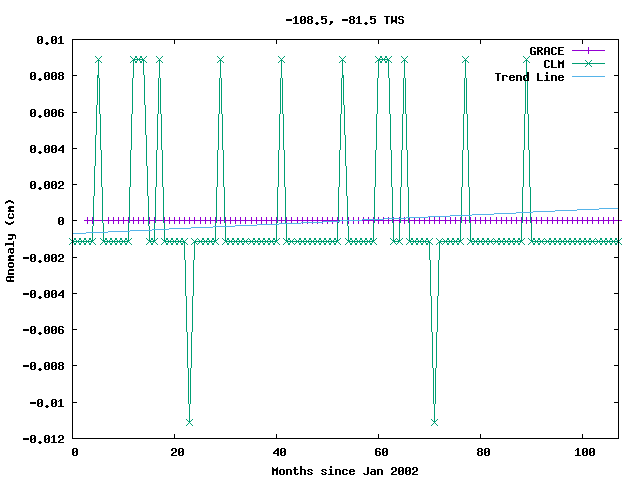 -108.5, -81.5 TWS
GRACE
CLM
Trend Line
0.01
0.008
0.006
0.004
0.002
0
-0.002
-0.004
-0.006
-0.008
-0.01
-0.012
Anomaly (cm)
0 20 40 60 80 100
Months since Jan 2002